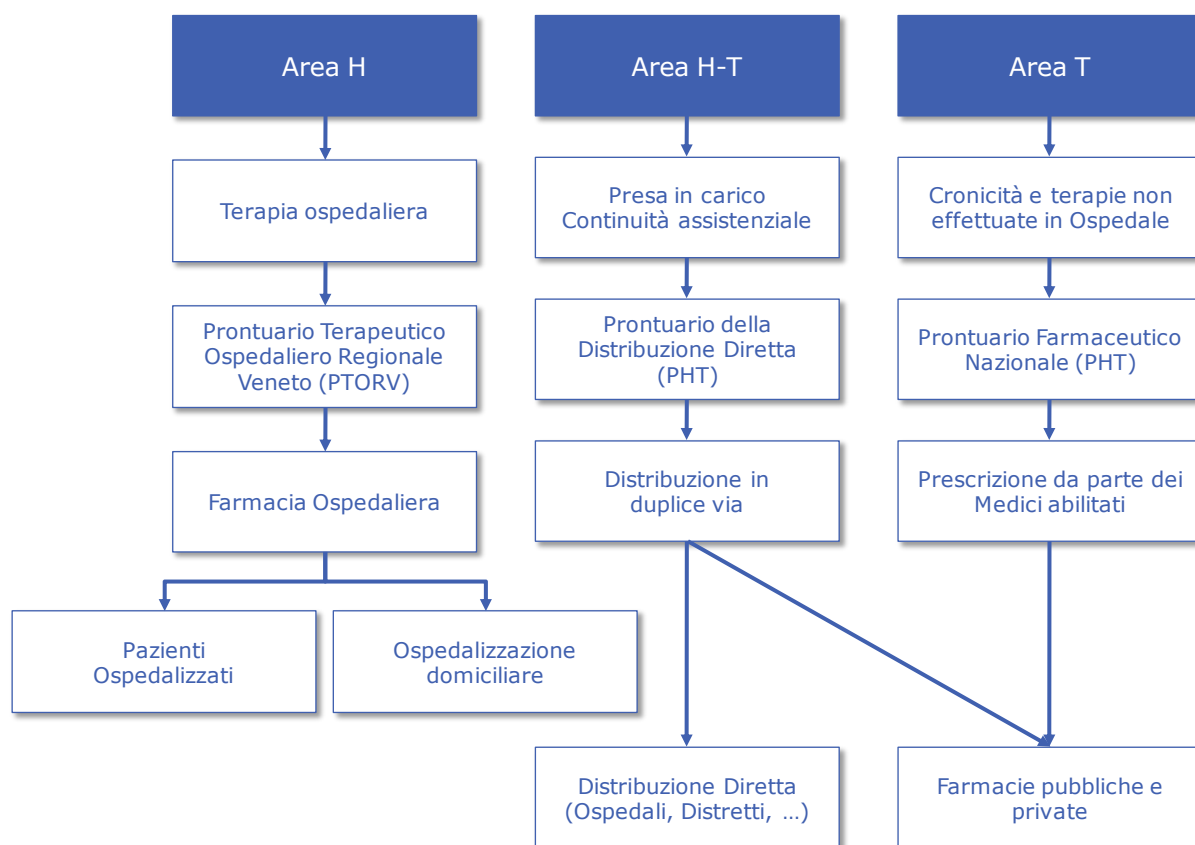 Area H
Area H-T
Area T
Terapia ospedaliera
Presa in carico
Continuità assistenziale
Cronicità e terapie non
effettuate in Ospedale
Prontuario Terapeutico
Ospedaliero Regionale
Veneto (PTORV)
Prontuario della
Distribuzione Diretta
(PHT)
Prontuario Farmaceutico
Nazionale (PHT)
Farmacia Ospedaliera
Distribuzione in
duplice via
Prescrizione da parte dei
Medici abilitati
Pazienti
Ospedalizzati
Ospedalizzazione
domiciliare
Distribuzione Diretta
(Ospedali, Distretti, …)
Farmacie pubbliche e
private